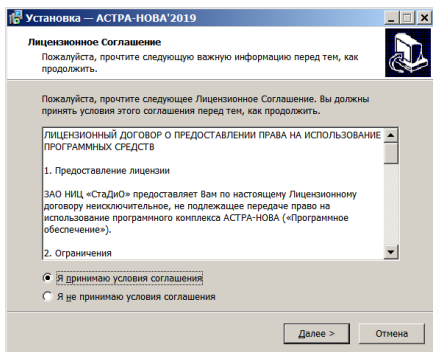 Установка — АСТРА-НОВА'2019
Лицензионное Соглашение
Пожалуйста, прочтите следующую важную информацию перед тем, как
продолжить.
Пожалуйста, прочтите следующее Лицензионное Соглашение. Вы должны
принять условия этого соглашения перед тем, как продолжить.
ЛИЦЕНЗИОННЫЙ ДОГОВОР О ПРЕДОСТАВЛЕНИИ ПРАВА НА ИСПОЛЬЗОВАНИЕ
ПРОГРАММНЫХ СРЕДСТВ
1. Предоставление лицензии
ЗАО НИЦ «СтаДиО» предоставляет Вам по настоящему Лицензионному
договору неисключительное, не подлежащее передаче право на
использование программного комплекса АСТРА-НОВА («Программное
обеспечение»).
2. Ограничения
Я принимаю условия соглашения
Я не принимаю условия соглашения
Далее >
Отмена